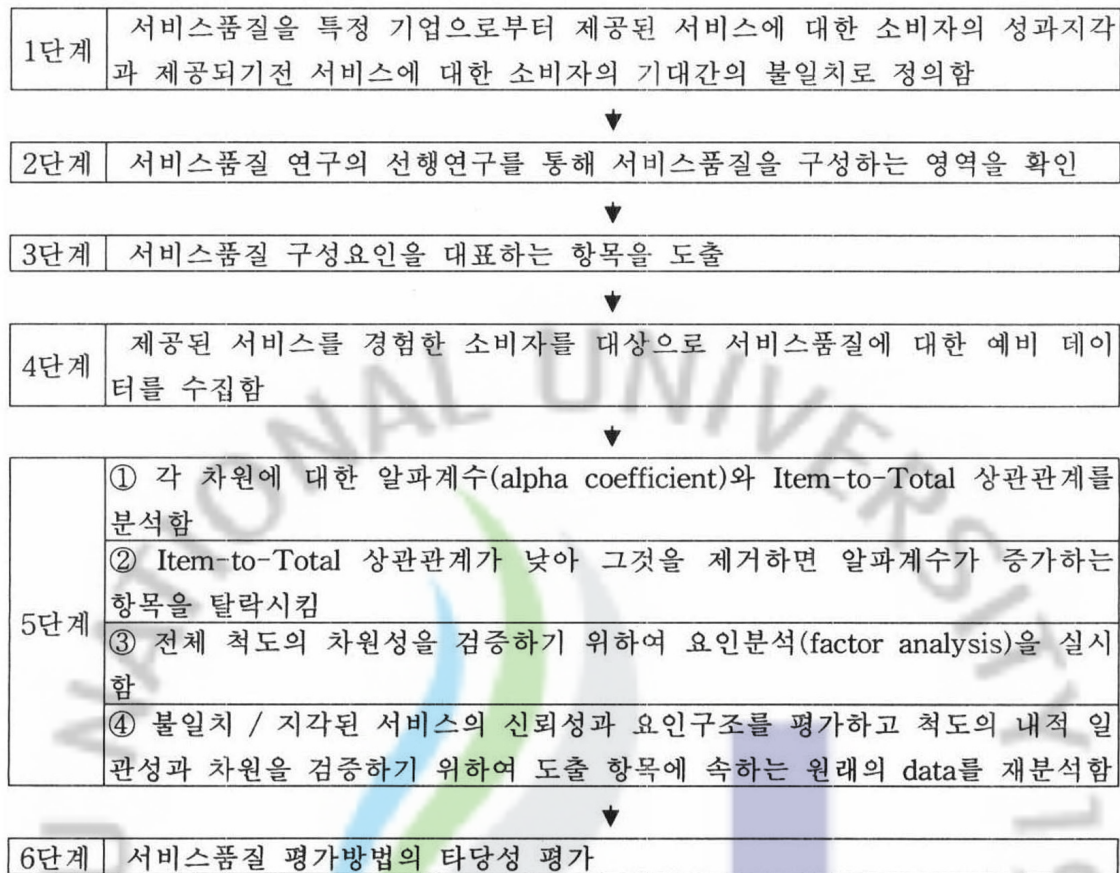 1단계 서비스품질을 특정 기업으로부터 제공된 서비스에 대한 소비자의 성과지각
과 제공되기전 서비스에 대한 소비자의 기대간의 불일치로 정의함
2단계 서비스품질 연구의 선행연구를 통해 서비스품질을 구성하는 영역을 확인
3단계 서비스품질 구성요인을 대표하는 항목을 도출
4단계 제공된 서비스를 경험한 소비자를 대상으로 서비스품질에 대한 예비 데이
터를 수집함
5단계
① 각 차원에 대한 알파계수(alpha coefficient)와 Item-to-Total 상관관계를
분석함
② Item-to-Total 상관관계가 낮아 그것을 제거하면 알파계수가 증가하는
항목을 탈락시킴
③ 전체 척도의 차원성을 검증하기 위하여 요인분석(factor analysis)을 실시
함
④ 불일치 / 지각된 서비스의 신뢰성과 요인구조를 평가하고 척도의 내적 일
관성과 차원을 검증하기 위하여 도출 항목에 속하는 원래의 data를 재분석함
6단계 서비스품질 평가방법의 타당성 평가
NATIONAL UNIVERSITY